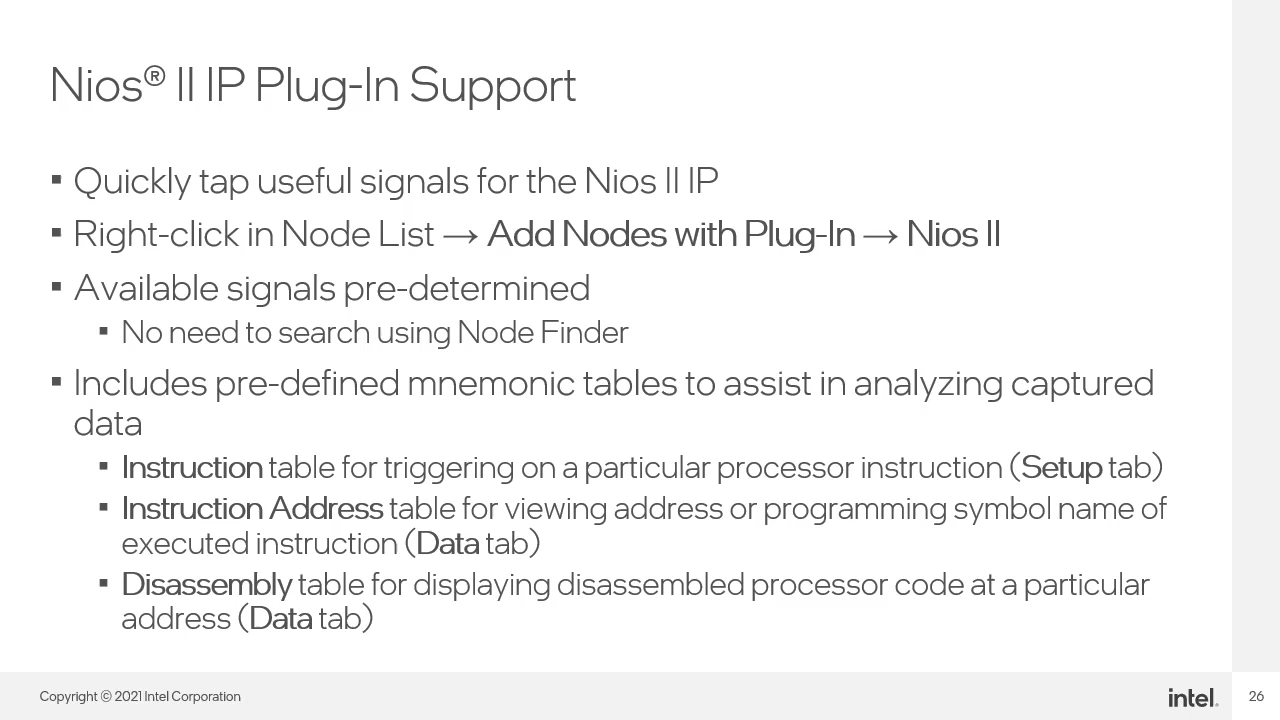 Nios® II IP Plug-In Support
▪ Quickly tap useful signals for the Nios II IP
▪ Right-click in Node List → Add Nodes with Plug-In → Nios II
▪ Available signals pre-determined
▪ No need to search using Node Finder
▪ Includes pre-defined mnemonic tables to assist in analyzing captured
data
▪ Instruction table for triggering on a particular processor instruction (Setup tab)
▪ Instruction Address table for viewing address or programming symbol name of
executed instruction (Data tab)
▪ Disassembly table for displaying disassembled processor code at a particular
address (Data tab)
Copyright © 2021 Intel Corporation
intel.
26